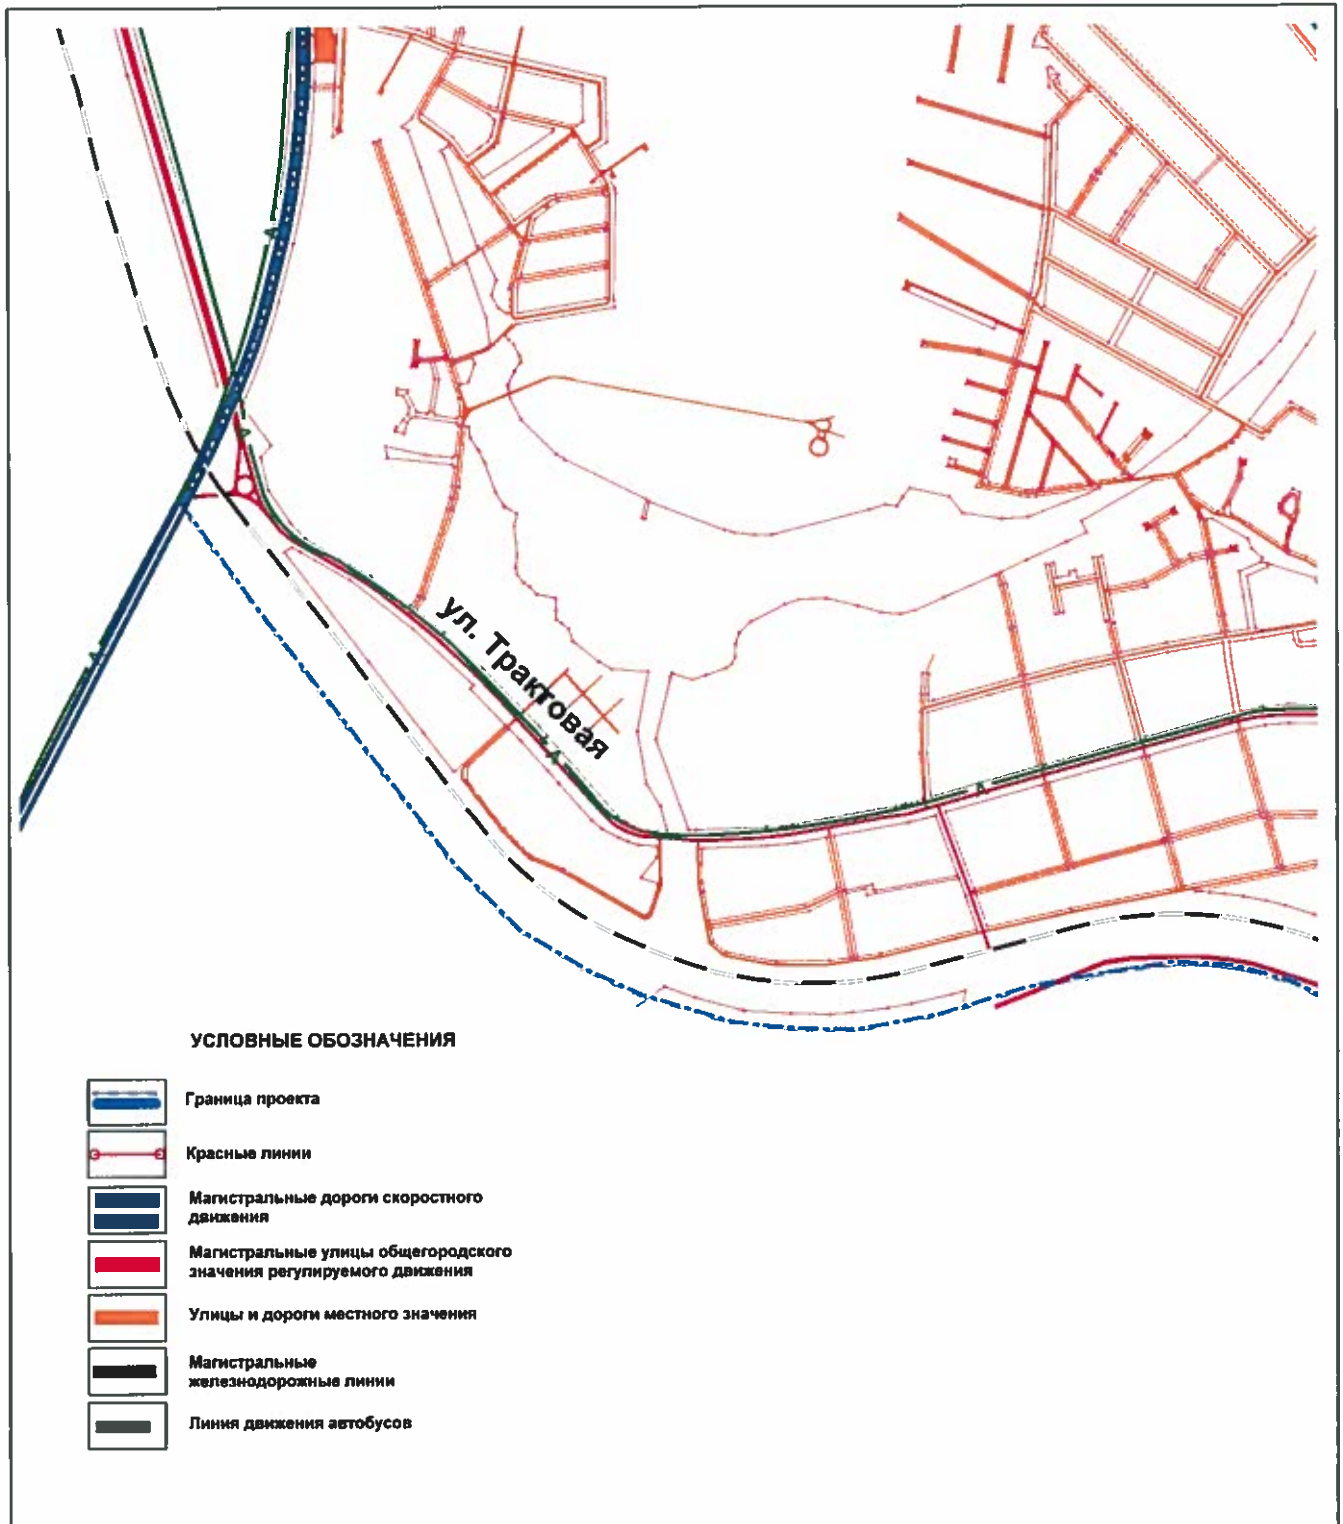 А
А
А
ул. Трактовая
А
А
УСЛОВНЫЕ ОБОЗНАЧЕНИЯ
Граница проекта
Красные линии
Магистральные дороги скоростного
движения
Магистральные улицы общегородского
значения регулируемого движения
Улицы и дороги местного значения
Магистральные
железнодорожные линии
Линия движения автобусов